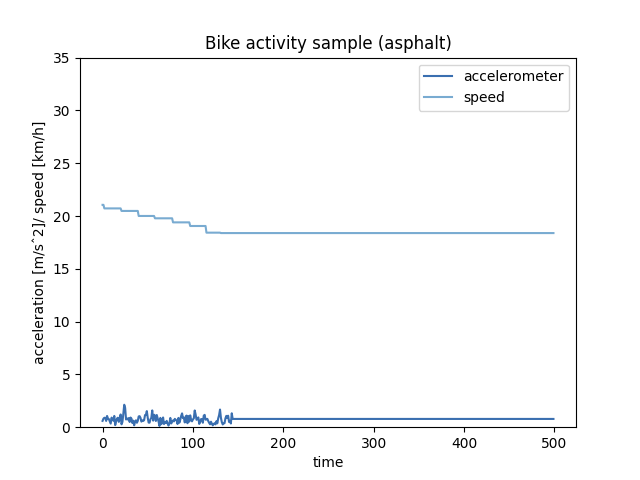 Bike activity sample (asphalt)
accelerometer
speed
35
30
25
20
15
10
5
0
acceleration [m/sˆ2]/ speed [km/h]
0 100 200 300 400 500
time